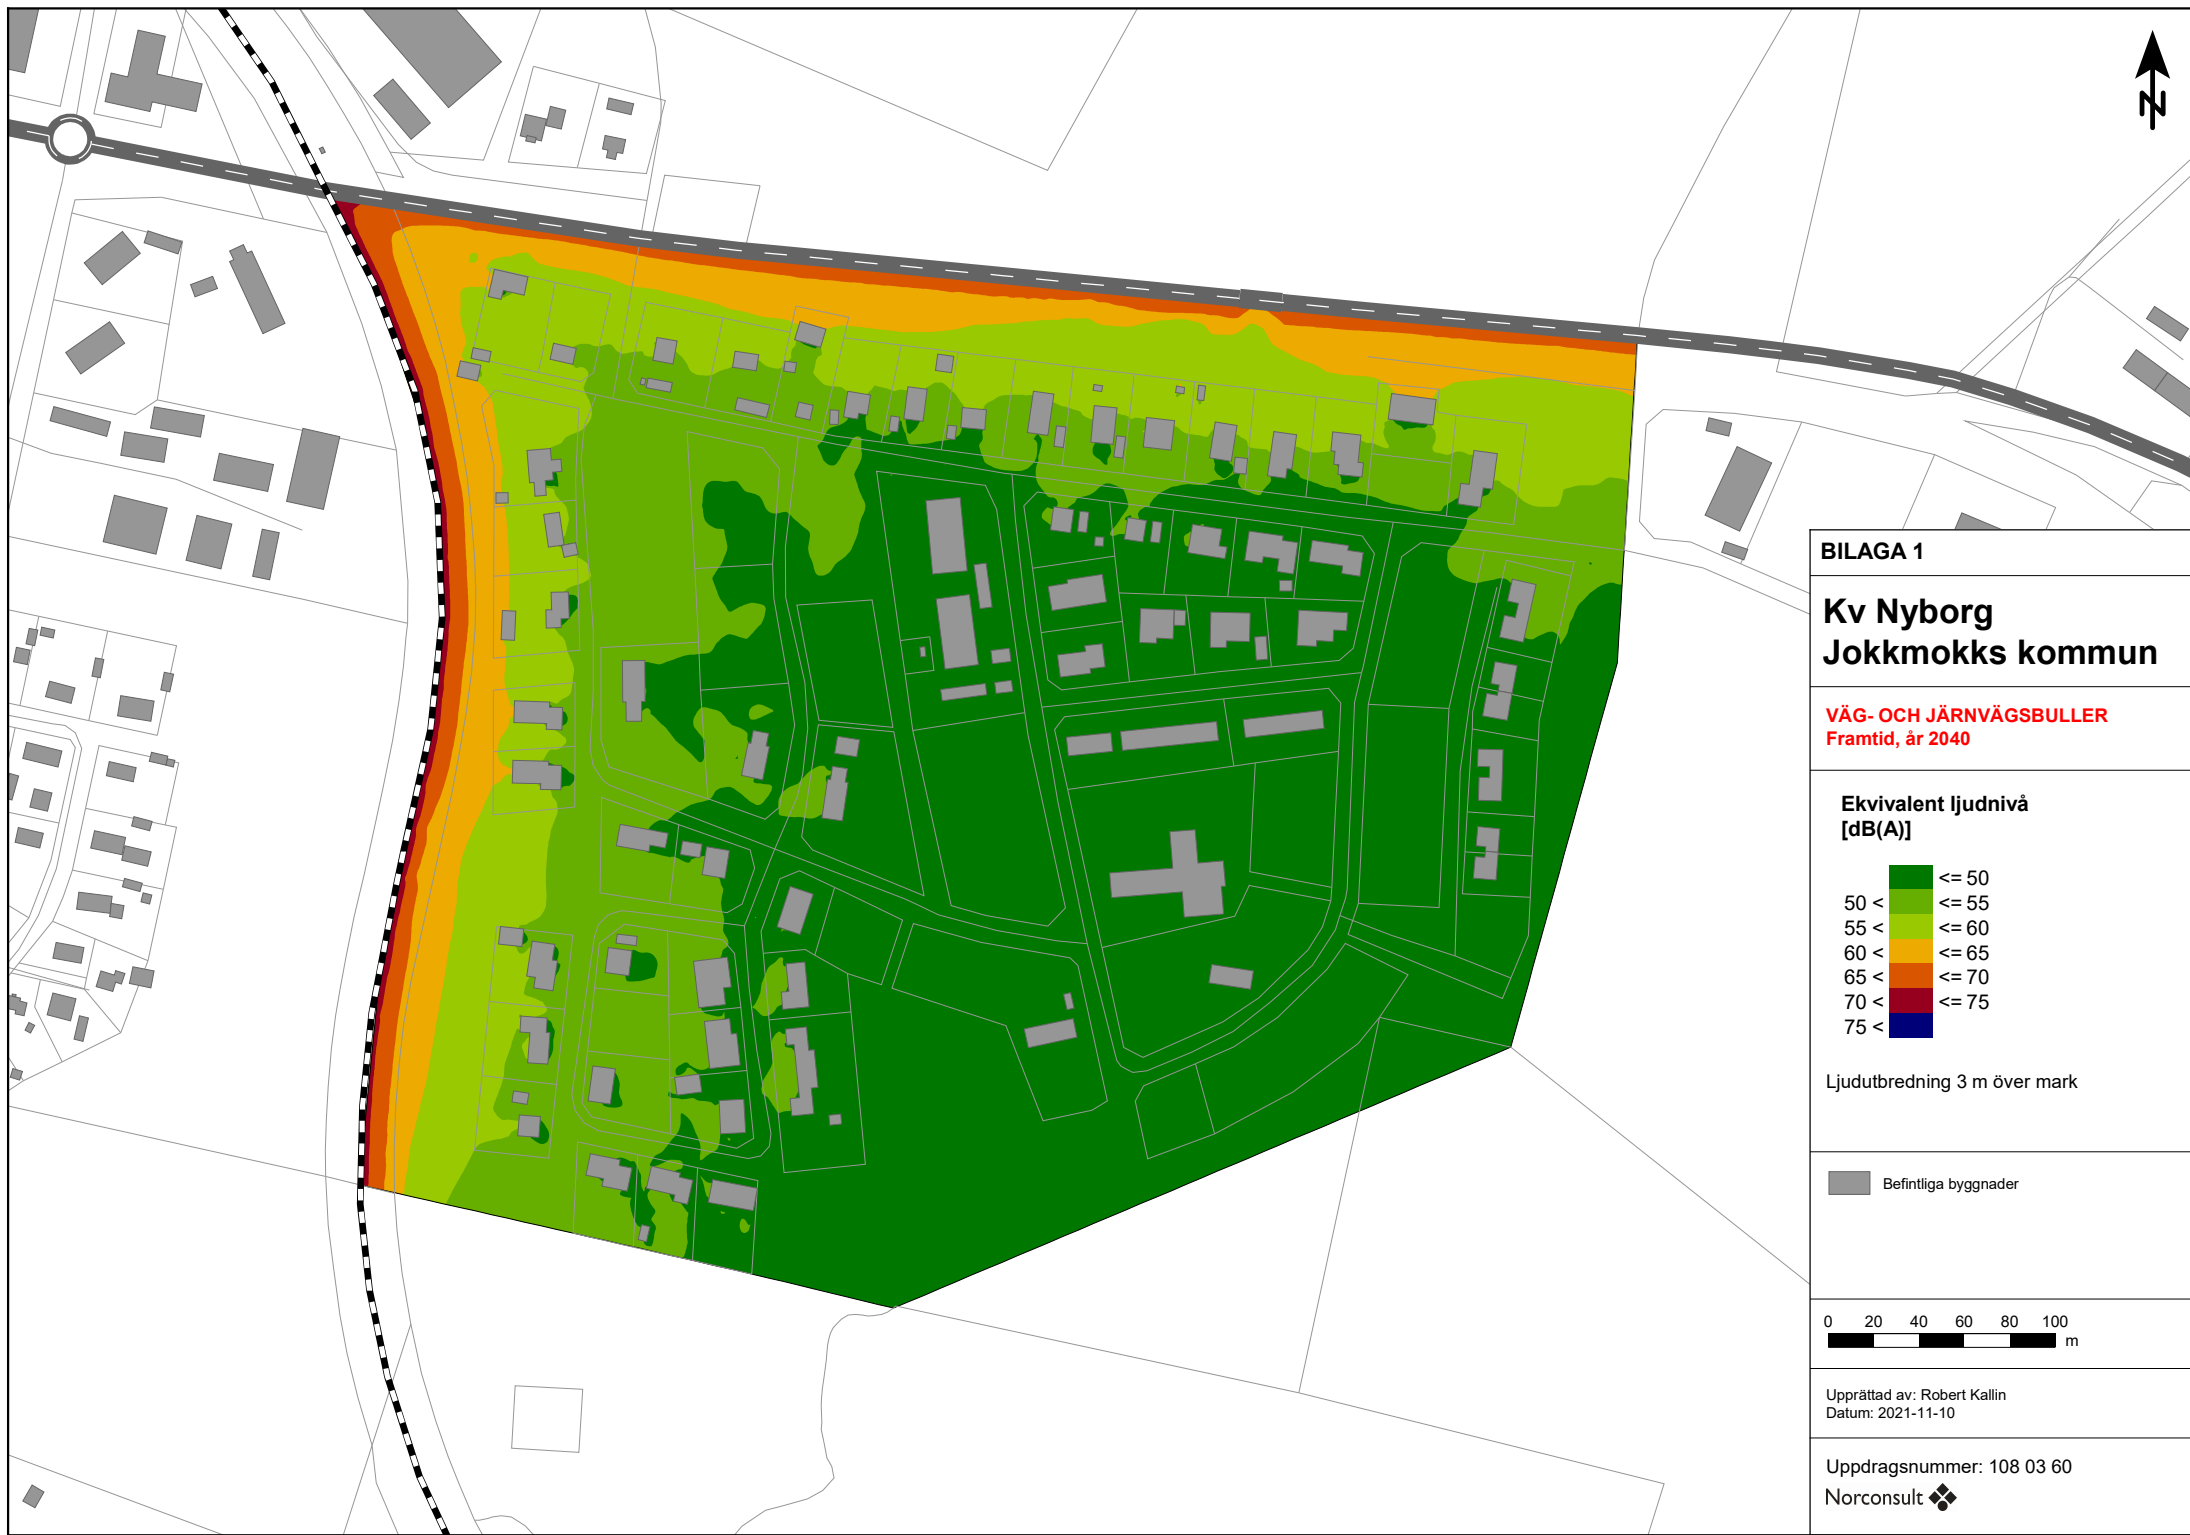 N
BILAGA 1
Kv Nyborg
Jokkmokks kommun
VÄG- OCH JÄRNVÄGSBULLER
Framtid, år 2040
Ekvivalent ljudnivå
[dB(A)]
<= 50
50 < <= 55
55 < <= 60
60 < <= 65
65 < <= 70
70 < <= 75
75 <
Ljudutbredning 3 m över mark
Befintliga byggnader
0 20 40 60 80 100
m
Upprättad av: Robert Kallin
Datum: 2021-11-10
Uppdragsnummer: 108 03 60
Norconsult